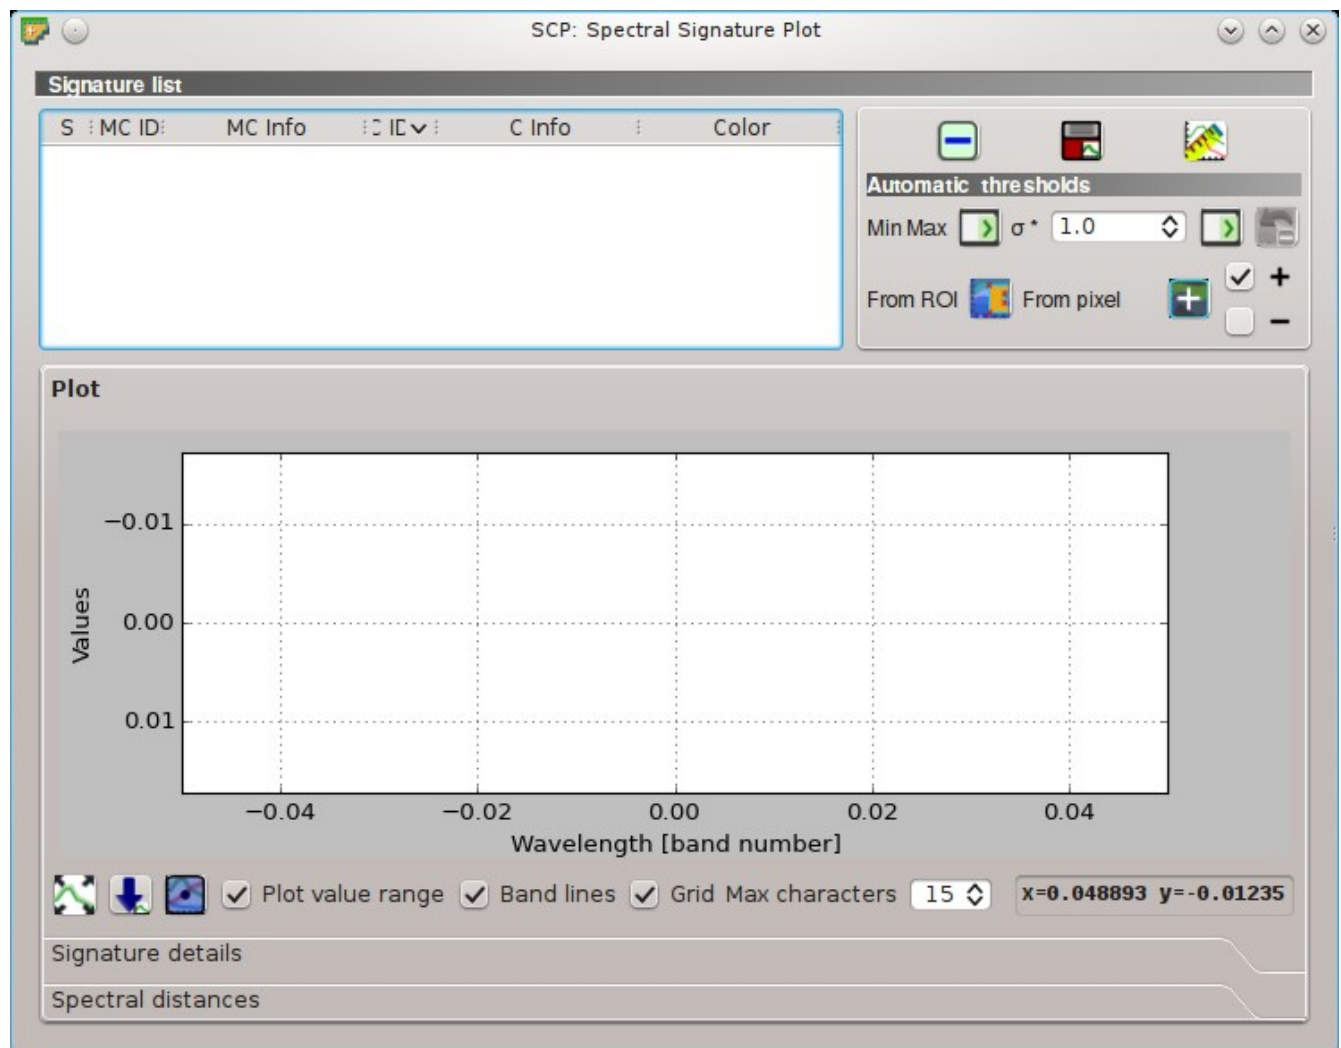 SCP: Spectral Signature Plot
Signature list
S MC ID MC Info C ID C Info Color
Automatic thresholds
Min Max σ * 1.0
From ROI From pixel +
−
Plot
−0.01
0.00
0.01
Values
−0.04 −0.02 0.00 0.02 0.04
Wavelength [band number]
Plot value range Band lines Grid Max characters 15 x=0.048893 y=-0.01235
Signature details
Spectral distances